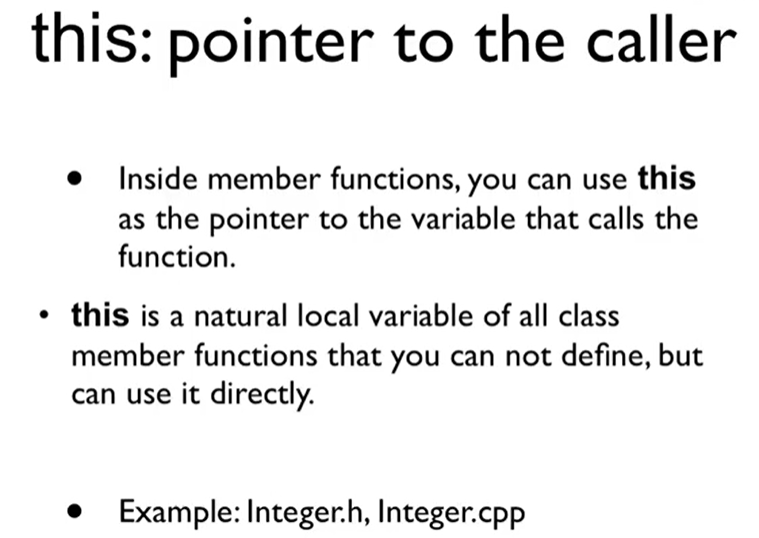 this: pointer to the caller
• Inside member functions, you can use this
as the pointer to the variable that calls the
function.
• this is a natural local variable of all class
member functions that you can not define, but
can use it directly.
• Example: Integer.h, Integer.cpp